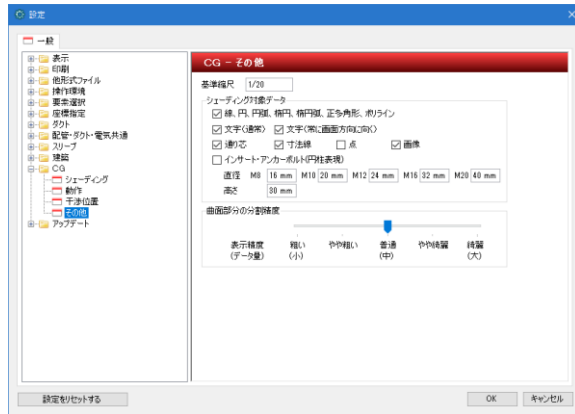 設定
一般
表示
印刷
他形式ファイル
操作環境
要素選択
座標指定
ダクト
配管・ダクト・電気共通
スリーブ
建築
CG
シェーディング
動作
干渉位置
その他
アップデート
CG - その他
基準縮尺 1/20
シェーディング対象データ
線、円、円弧、楕円、楕円弧、正多角形、ポリライン
文字(通常) 文字(常に画面方向に向く)
通り芯 寸法線 点 画像
インサート・アンカーボルト(円柱表現)
直径 M8 16 mm M10 20 mm M12 24 mm M16 32 mm M20 40 mm
高さ 30 mm
曲面部分の分割精度
表示精度 粗い やや粗い 普通 やや綺麗 綺麗
(データ量) (小) (中) (大)
設定をリセットする OK キャンセル